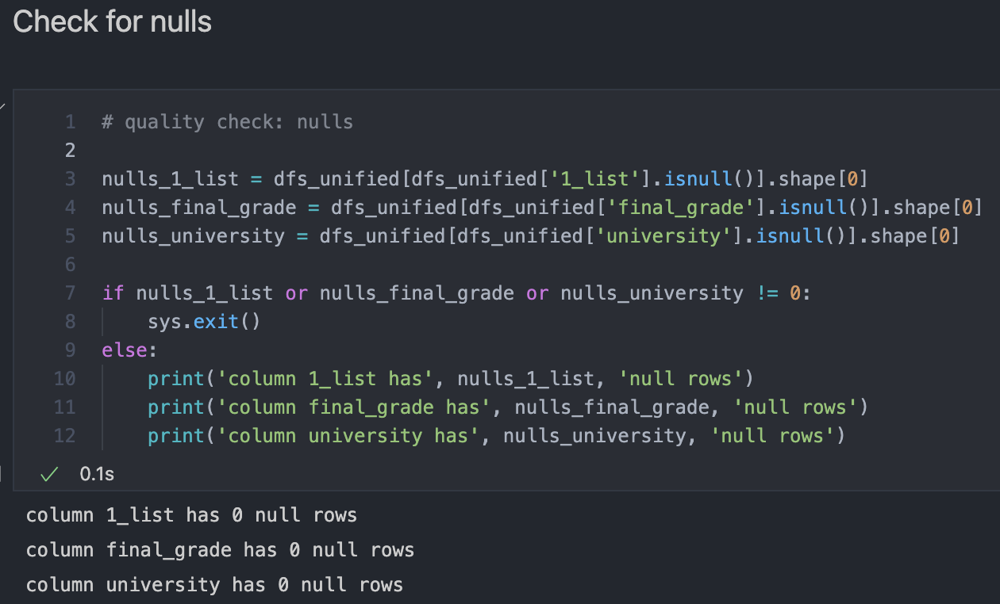 Check for nulls
1 # quality check: nulls
2
3 nulls_1_list = dfs_unified[dfs_unified['1_list'].isnull()].shape[0]
4 nulls_final_grade = dfs_unified[dfs_unified['final_grade'].isnull()].shape[0]
5 nulls_university = dfs_unified[dfs_unified['university'].isnull()].shape[0]
6
7 if nulls_1_list or nulls_final_grade or nulls_university != 0:
8     sys.exit()
9 else:
10     print('column 1_list has', nulls_1_list, 'null rows')
11     print('column final_grade has', nulls_final_grade, 'null rows')
12     print('column university has', nulls_university, 'null rows')
✓ 0.1s
column 1_list has 0 null rows
column final_grade has 0 null rows
column university has 0 null rows